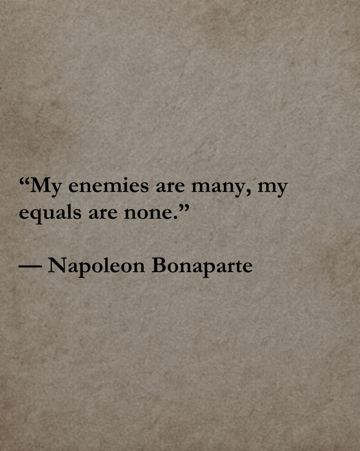 “My enemies are many, my
equals are none.”
— Napoleon Bonaparte